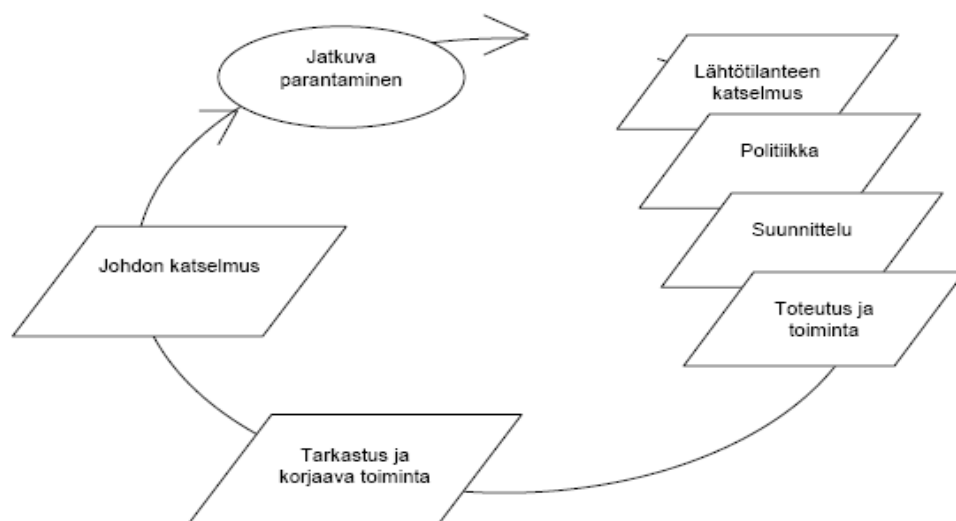 Jatkuva
parantaminen
Lähtötilanteen
katselmus
Politiikka
Suunnittelu
Toteutus ja
toiminta
Tarkastus ja
korjaava toiminta
Johdon katselmus